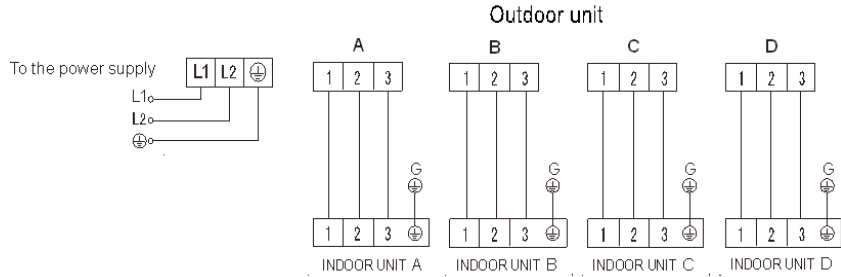 Outdoor unit
A B C D
To the power supply L1 L2 1 2 3 1 2 3 1 2 3 1 2 3
L1
L2
G G G G
1 2 3 1 2 3 1 2 3 1 2 3
INDOOR UNIT A INDOOR UNIT B INDOOR UNIT C INDOOR UNIT D